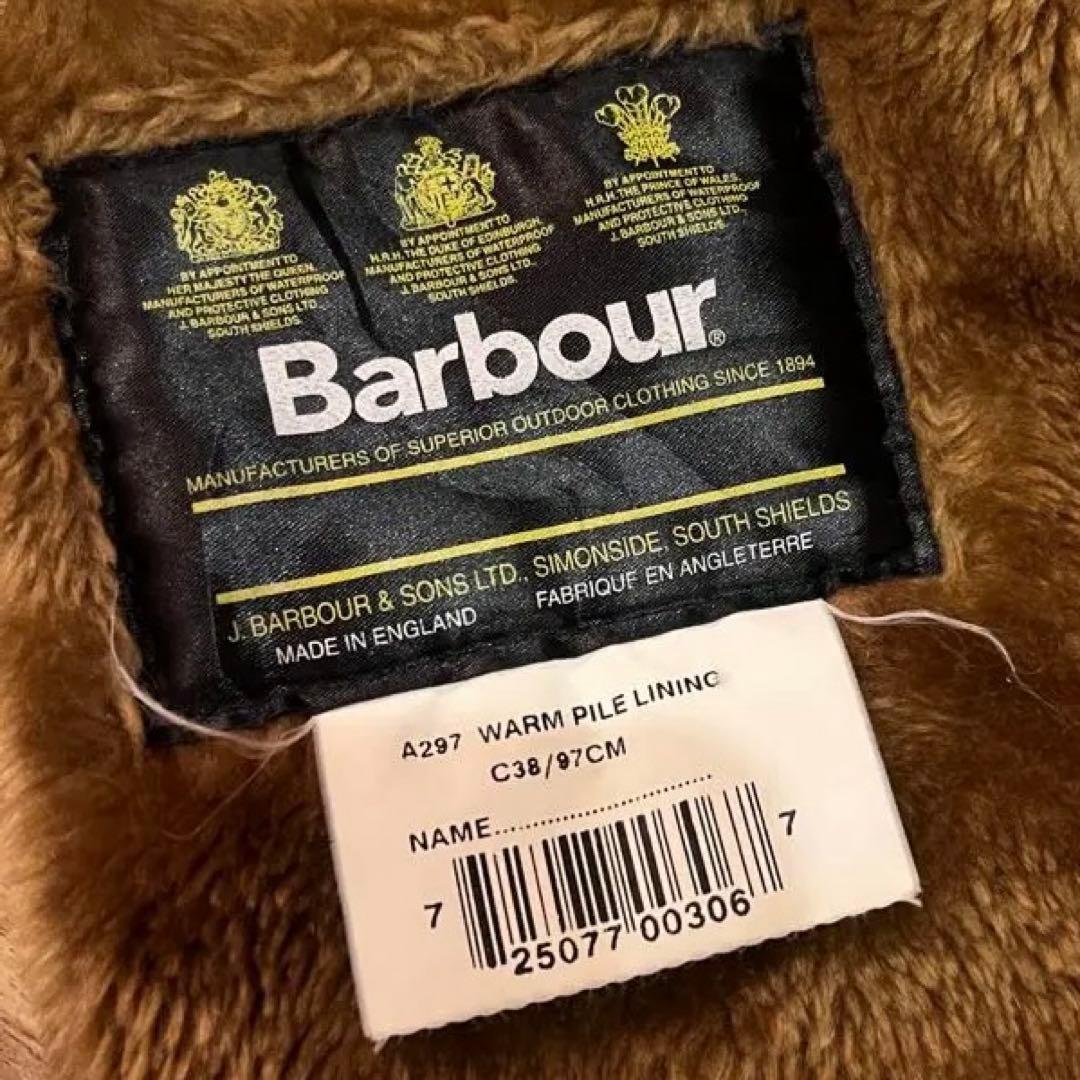 BY APPOINTMENT TO
HER MAJESTY THE QUEEN
MANUFACTURERS OF WATERPROOF
AND PROTECTIVE CLOTHING
J. BARBOUR & SONS LTD.
SOUTH SHIELDS.
BY APPOINTMENT TO
H.R.H. THE DUKE OF EDINBURGH
MANUFACTURERS OF WATERPROOF
AND PROTECTIVE CLOTHING
J. BARBOUR & SONS LTD.
SOUTH SHIELDS.
BY APPOINTMENT TO
H.R.H. THE PRINCE OF WALES
MANUFACTURERS OF WATERPROOF
AND PROTECTIVE CLOTHING
J. BARBOUR & SONS LTD.,
SOUTH SHIELDS.
Barbour®
MANUFACTURERS OF SUPERIOR OUTDOOR CLOTHING SINCE 1894
J. BARBOUR & SONS LTD., SIMONSIDE, SOUTH SHIELDS
MADE IN ENGLAND FABRIQUÉ EN ANGLETERRE
A297 WARM PILE LINING
C38/97CM
NAME....................................
7 25077 00306 7